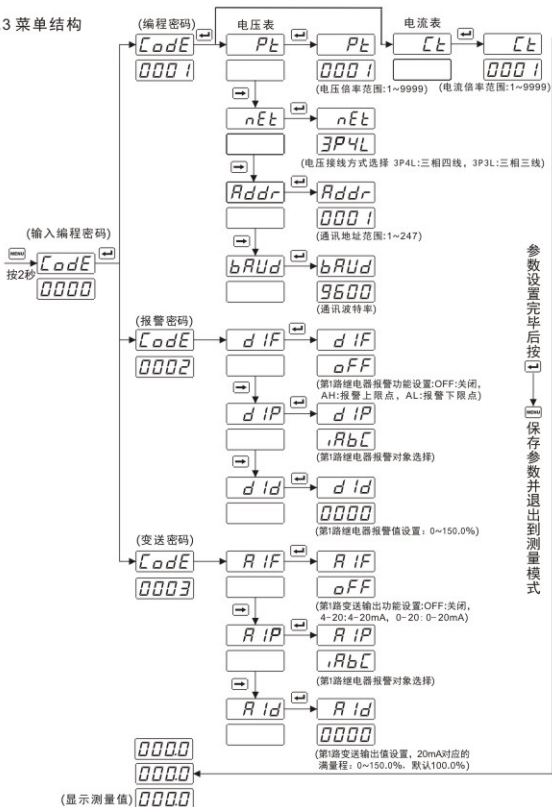 .3 菜单结构
(编程密码) 电压表 电流表
CodE Pt Pt Ct Ct
0001 0001 0001
(电压倍率范围:1~9999) (电流倍率范围:1~9999)
nEt nEt
3P4L
(电压接线方式选择 3P4L:三相四线，3P3L:三相三线)
Addr Addr
0001
(通讯地址范围:1~247)
(输入编程密码)
MENU
按2秒
CodE
0000
bAUd bAUd
9600
(通讯波特率)
(报警密码)
CodE d1F d1F
0002 oFF
(第1路继电器报警功能设置:OFF:关闭,
AH:报警上限点，AL:报警下限点)
d1P d1P
iAbC
(第1路继电器报警对象选择)
d1d d1d
0000
(第1路继电器报警值设置：0~150.0%)
(变送密码)
CodE A1F A1F
0003 oFF
(第1路变送输出功能设置:OFF:关闭,
4-20:4-20mA，0-20: 0-20mA)
A1P A1P
iAbC
(第1路继电器报警对象选择)
A1d A1d
0000
(第1路变送输出值设置，20mA对应的
满量程：0~150.0%. 默认100.0%)
000.0
000.0
(显示测量值) 000.0
参数设置完毕后按
MENU
保存参数并退出到测量模式